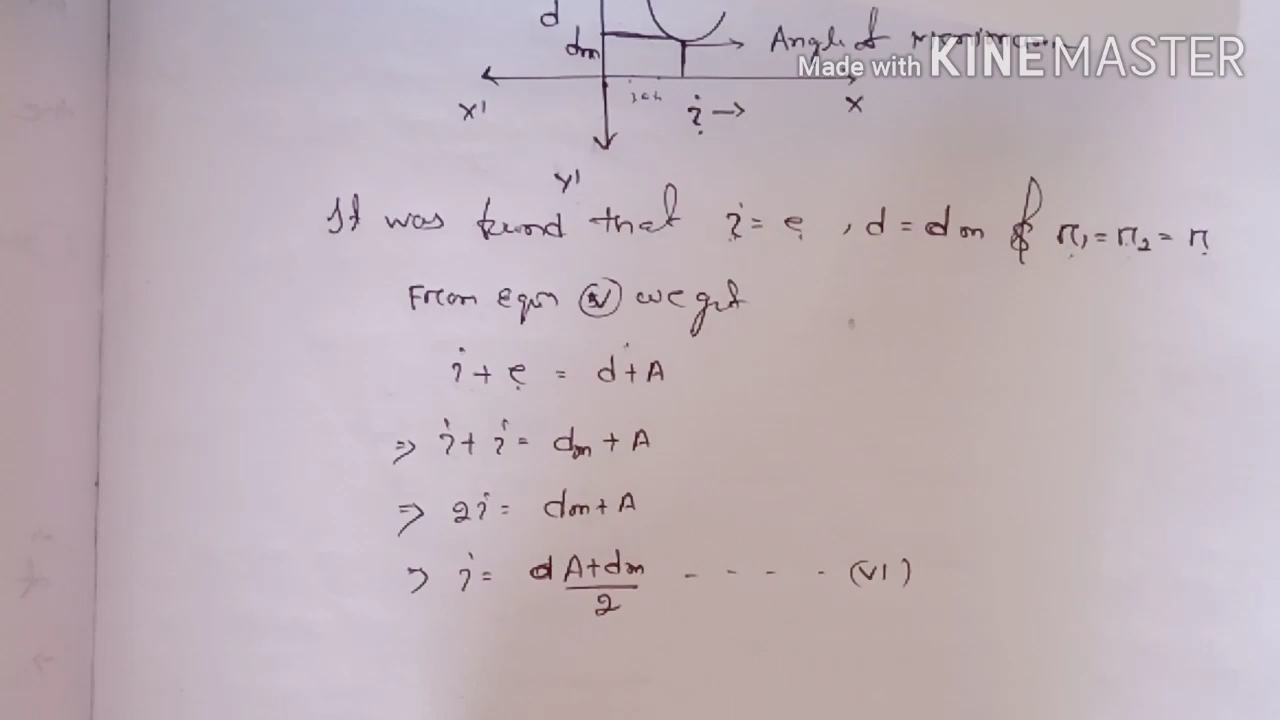 d
dm Angle of
Made with KINEMASTER
X' i → X
Y'
It was found that i = e , d = dm & r₁ = r₂ = r
From eqn (V) we get
i + e = d + A
⇒ i + i = dm + A
⇒ 2i = dm + A
⇒ i = A + dm / 2 - - - - (VI)